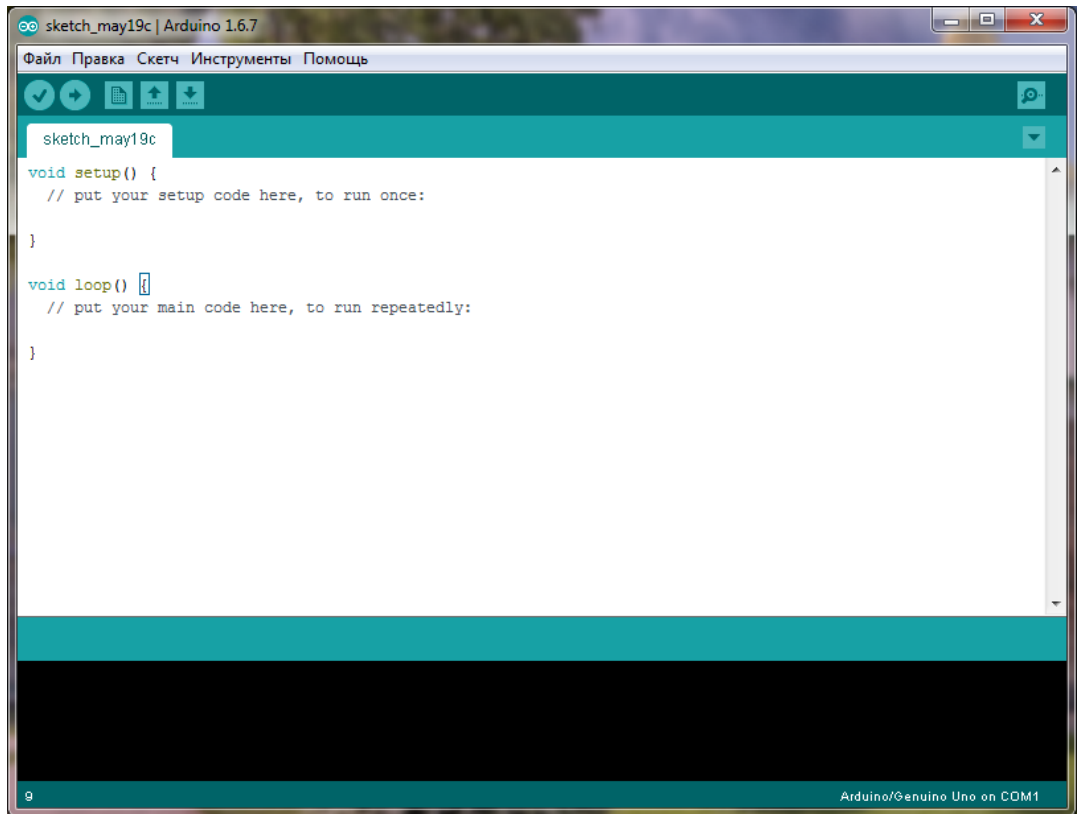 sketch_may19c | Arduino 1.6.7
Файл Правка Скетч Инструменты Помощь
sketch_may19c
void setup() {
  // put your setup code here, to run once:
}
void loop() {
  // put your main code here, to run repeatedly:
}
9
Arduino/Genuino Uno on COM1